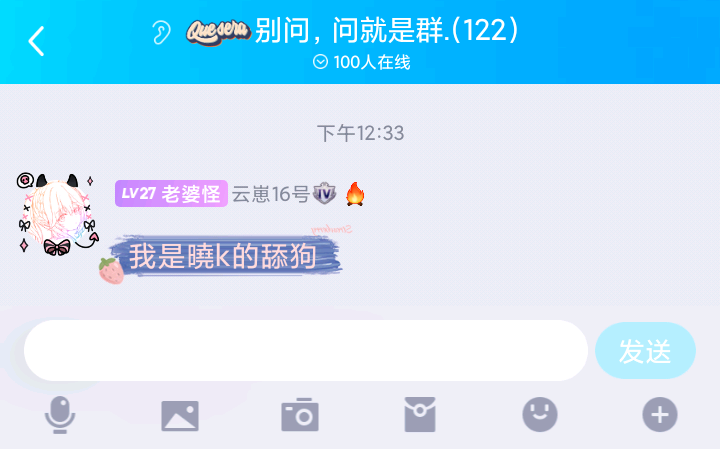 Que sera 别问，问就是群.(122)
100人在线
下午12:33
LV27 老婆怪 云崽16号 IV
Strawberry
我是曉k的舔狗
发送